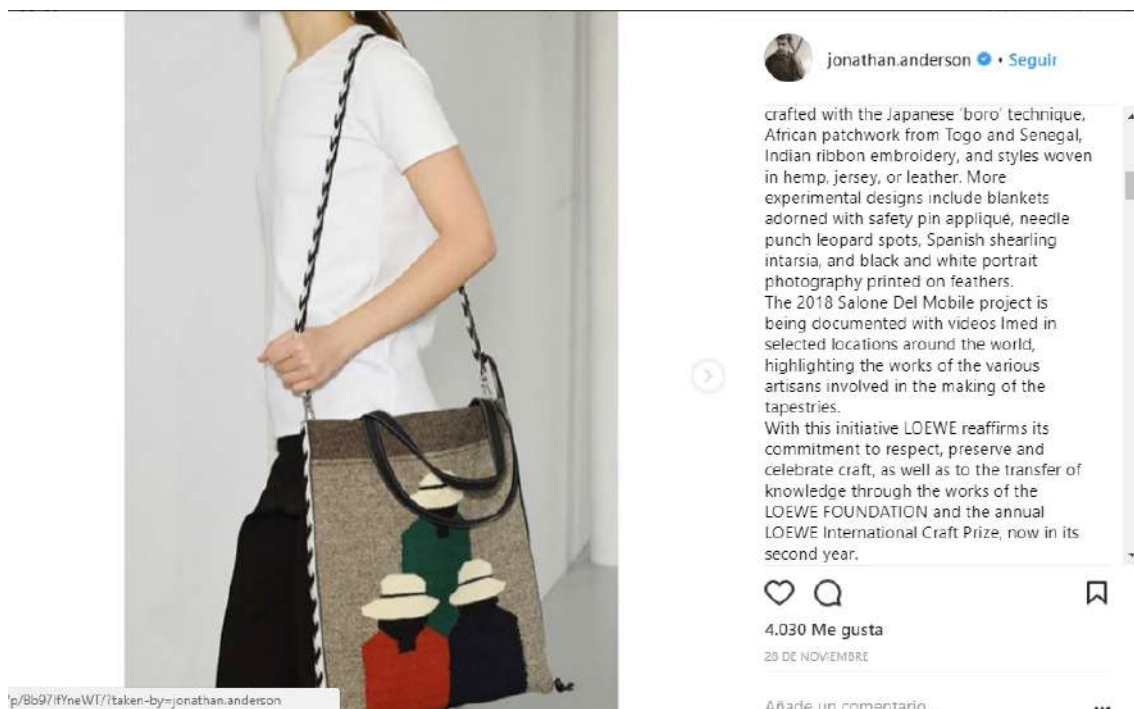 jonathan.anderson • Seguir
crafted with the Japanese 'boro' technique,
African patchwork from Togo and Senegal,
Indian ribbon embroidery, and styles woven
in hemp, jersey, or leather. More
experimental designs include blankets
adorned with safety pin appliqué, needle
punch leopard spots, Spanish shearling
intarsia, and black and white portrait
photography printed on feathers.
The 2018 Salone Del Mobile project is
being documented with videos lmed in
selected locations around the world,
highlighting the works of the various
artisans involved in the making of the
tapestries.
With this initiative LOEWE reaffirms its
commitment to respect, preserve and
celebrate craft, as well as to the transfer of
knowledge through the works of the
LOEWE FOUNDATION and the annual
LOEWE International Craft Prize, now in its
second year.
4.030 Me gusta
28 DE NOVIEMBRE
Añade un comentario...
/p/Bb97IfYneWT/?taken-by=jonathan.anderson